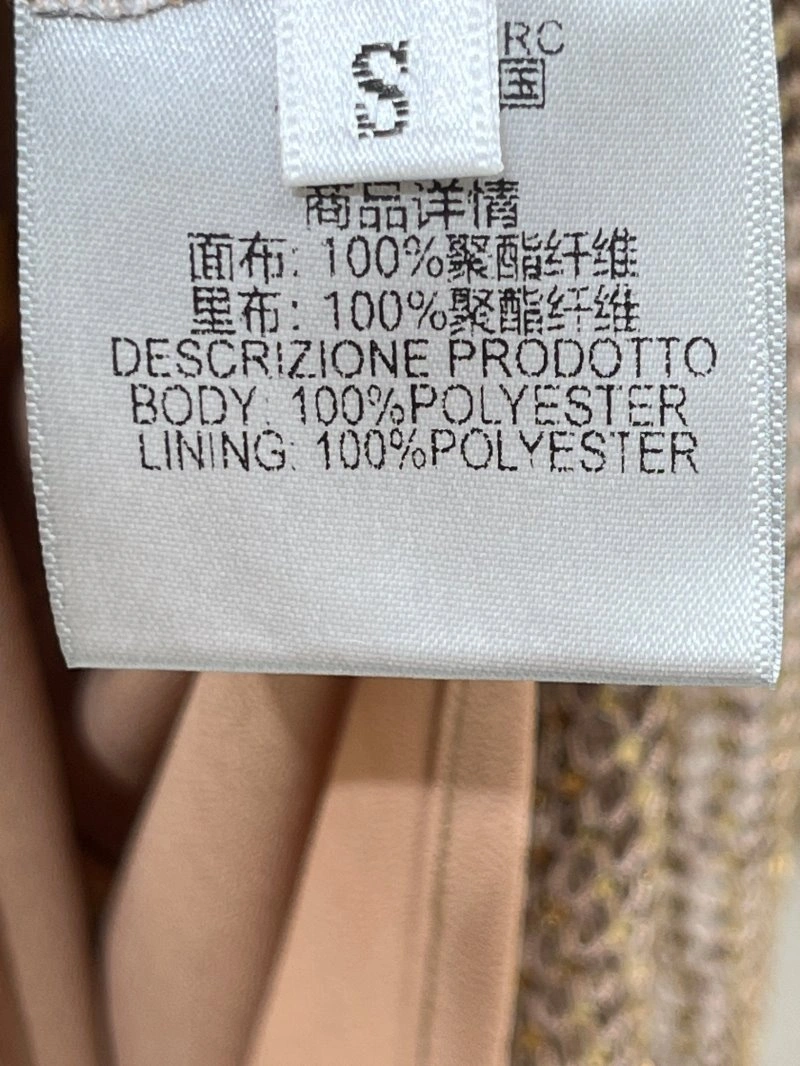 S
RC
国
商品详情
面布: 100%聚酯纤维
里布: 100%聚酯纤维
DESCRIZIONE PRODOTTO
BODY: 100%POLYESTER
LINING: 100%POLYESTER